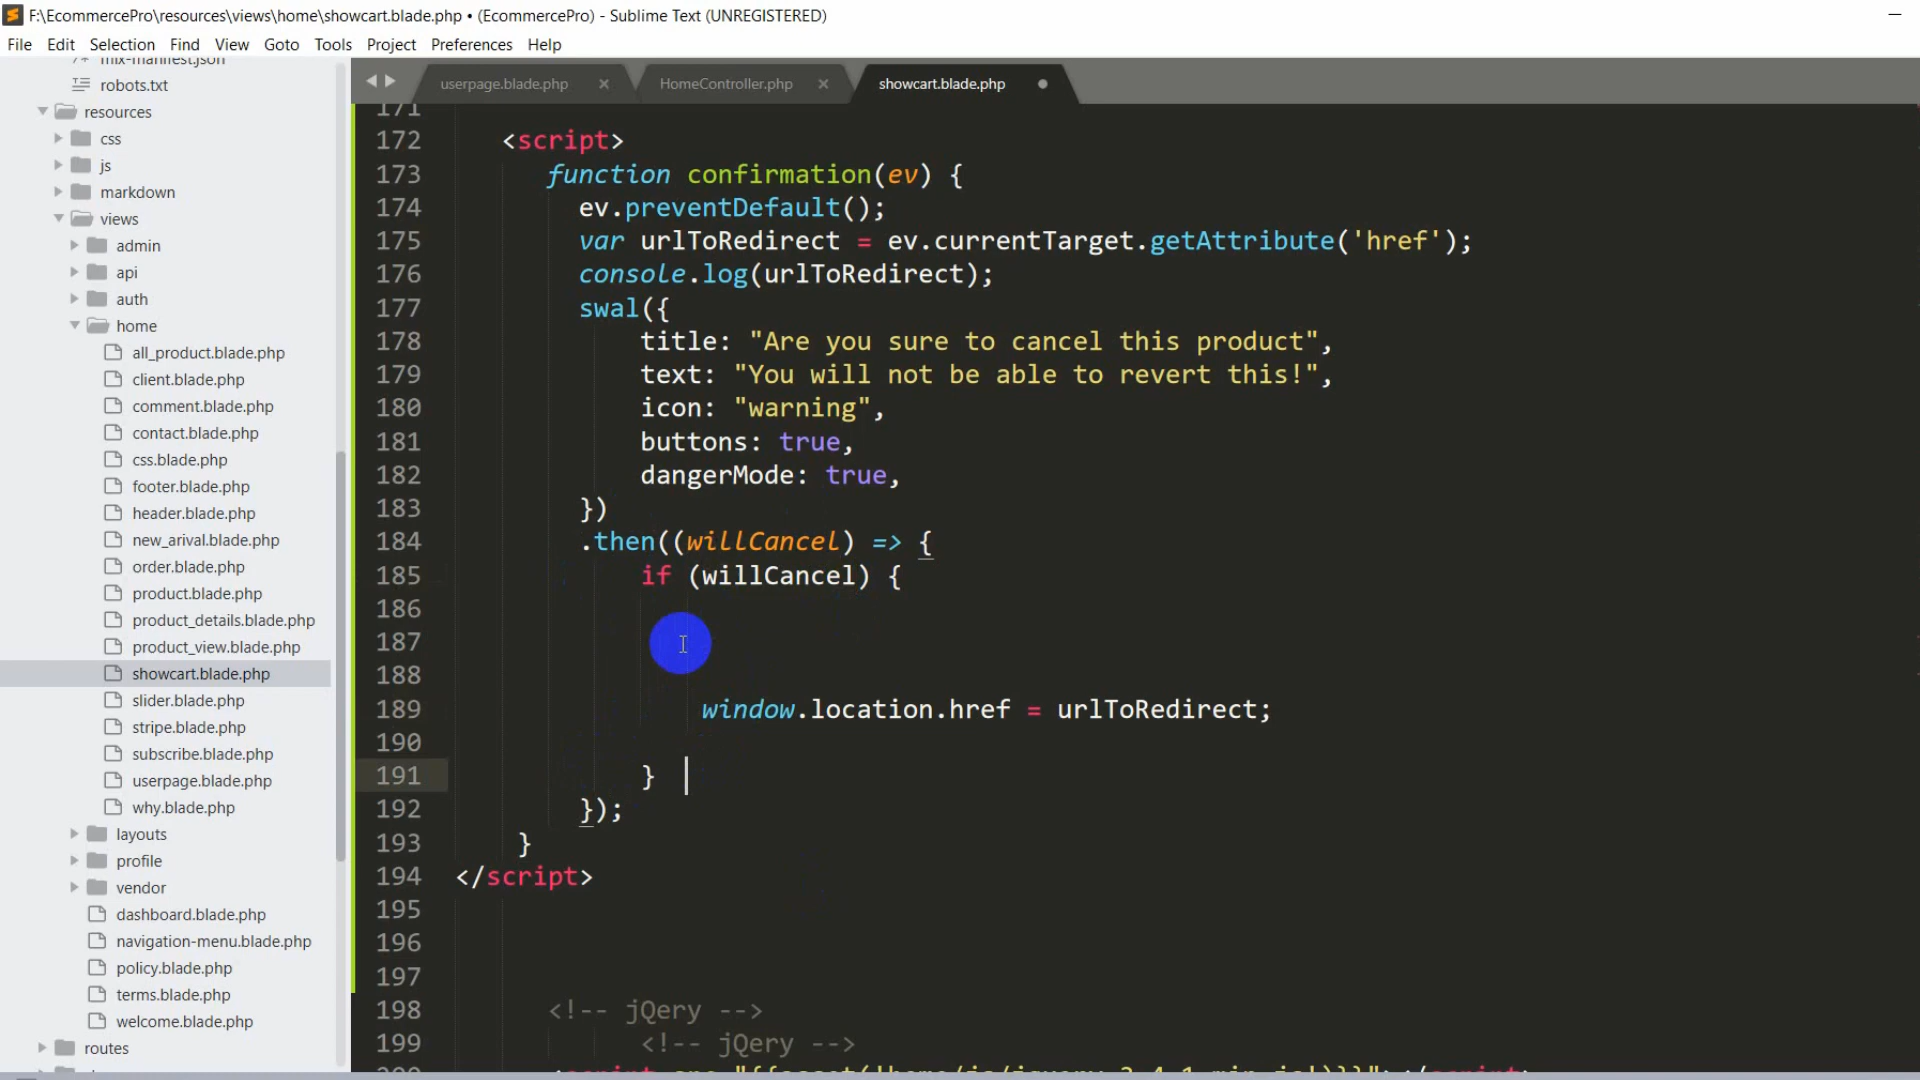 F:\EcommercePro\resources\views\home\showcart.blade.php • (EcommercePro) - Sublime Text (UNREGISTERED)
File Edit Selection Find View Goto Tools Project Preferences Help
mix-manifest.json
robots.txt
resources
css
js
markdown
views
admin
api
auth
home
all_product.blade.php
client.blade.php
comment.blade.php
contact.blade.php
css.blade.php
footer.blade.php
header.blade.php
new_arival.blade.php
order.blade.php
product.blade.php
product_details.blade.php
product_view.blade.php
showcart.blade.php
slider.blade.php
stripe.blade.php
subscribe.blade.php
userpage.blade.php
why.blade.php
layouts
profile
vendor
dashboard.blade.php
navigation-menu.blade.php
policy.blade.php
terms.blade.php
welcome.blade.php
routes
userpage.blade.php HomeController.php showcart.blade.php
171
172 <script>
173 function confirmation(ev) {
174 ev.preventDefault();
175 var urlToRedirect = ev.currentTarget.getAttribute('href');
176 console.log(urlToRedirect);
177 swal({
178 title: "Are you sure to cancel this product",
179 text: "You will not be able to revert this!",
180 icon: "warning",
181 buttons: true,
182 dangerMode: true,
183 })
184 .then((willCancel) => {
185 if (willCancel) {
186
187
188
189 window.location.href = urlToRedirect;
190
191 }
192 });
193 }
194 </script>
195
196
197
198 <!-- jQery -->
199 <!-- jQery -->